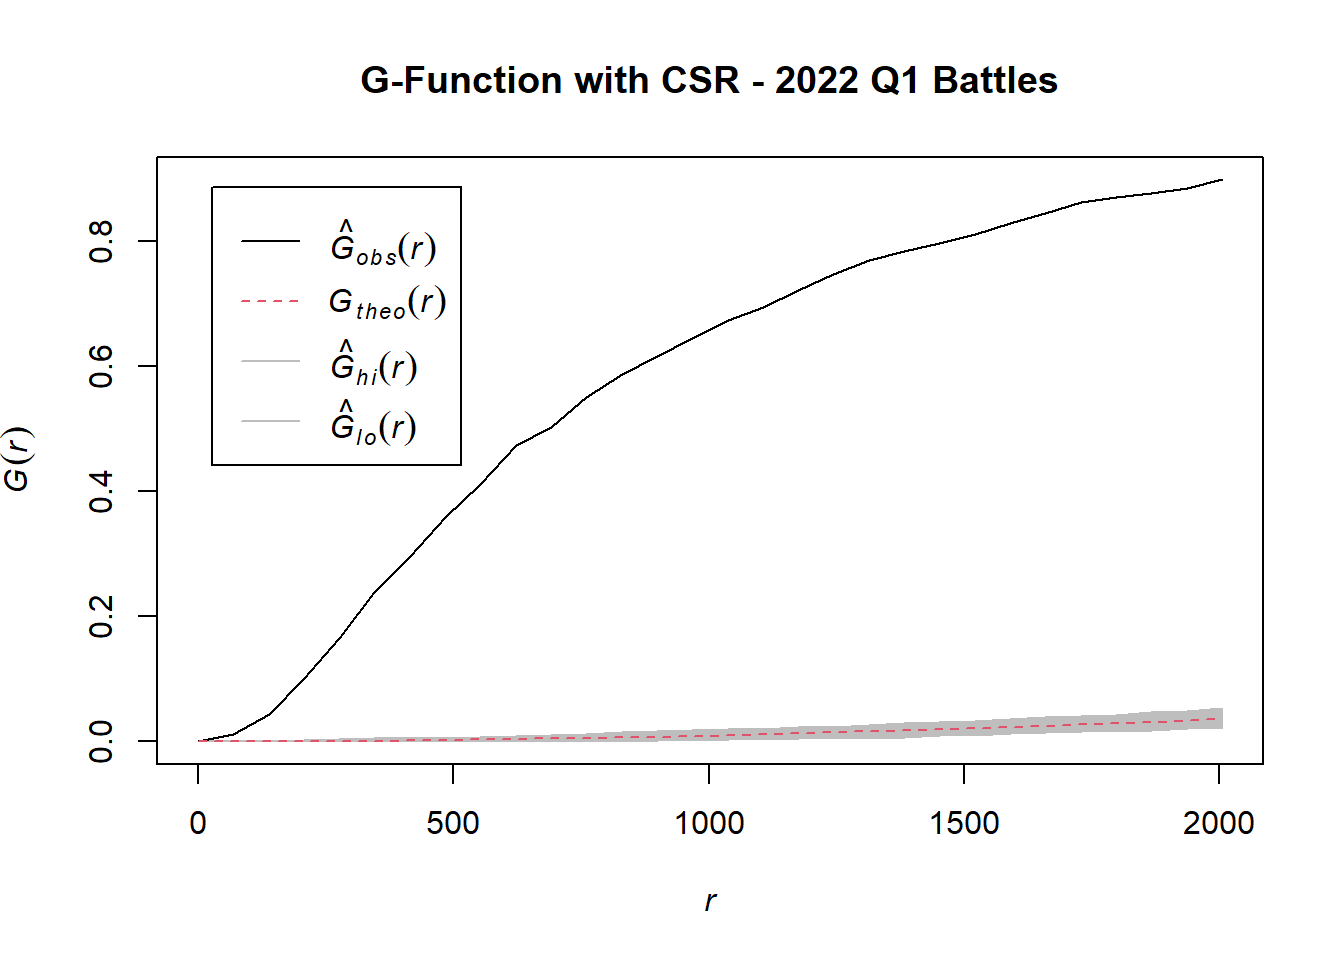 G-Function with CSR - 2022 Q1 Battles
Ĝobs(r)
Gtheo(r)
Ĝhi(r)
Ĝlo(r)
G(r)
0.8
0.6
0.4
0.2
0.0
0 500 1000 1500 2000
r